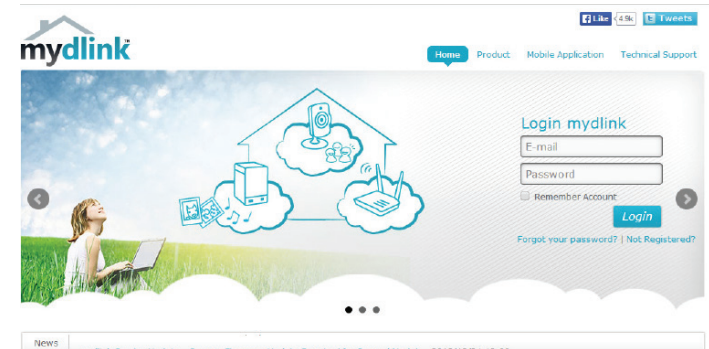 Like 4.9k Tweets
mydlink™
Home Product Mobile Application Technical Support
Login mydlink
E-mail
Password
Remember Account
Login
Forgot your password? | Not Registered?
News